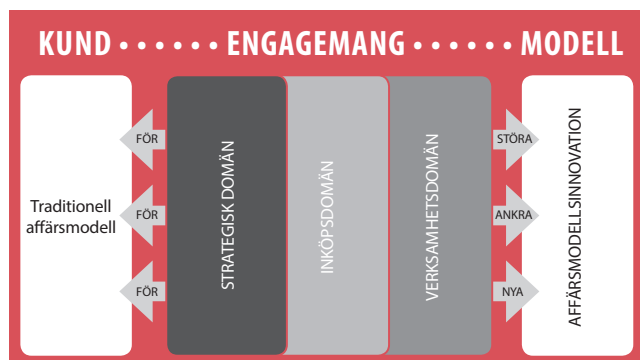 KUND • • • • • • ENGAGEMANG • • • • • • MODELL
Traditionell
affärsmodell
FÖR
FÖR
FÖR
STRATEGISK DOMÄN
INKÖPSDOMÄN
VERKSAMHETSDOMÄN
STÖRA
ANKRA
NYA
AFFÄRSMODELLSINNOVATION